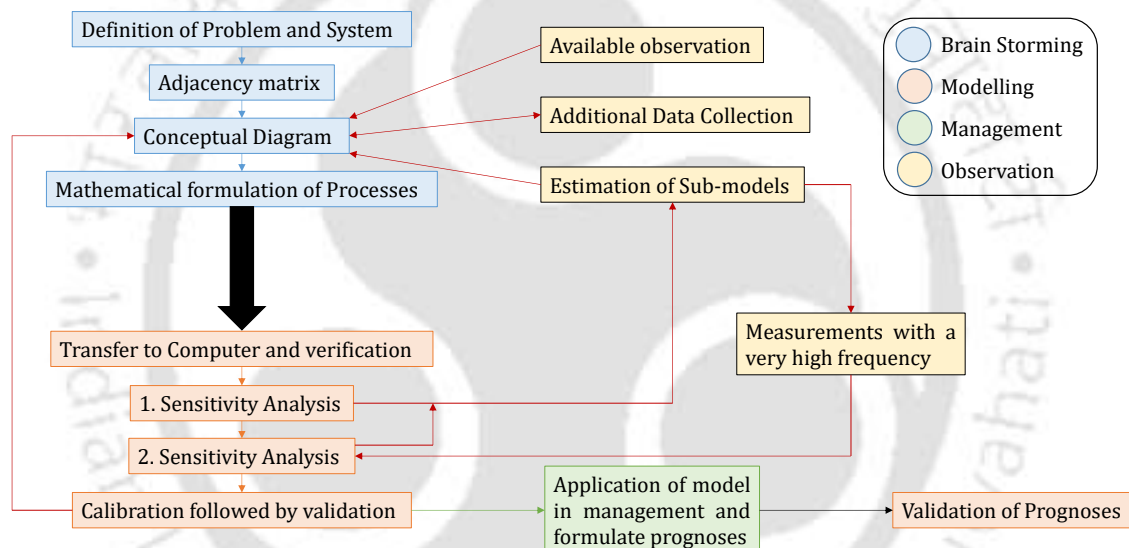 Definition of Problem and System
Adjacency matrix
Conceptual Diagram
Mathematical formulation of Processes
Available observation
Additional Data Collection
Estimation of Sub-models
Brain Storming
Modelling
Management
Observation
Measurements with a
very high frequency
Transfer to Computer and verification
1. Sensitivity Analysis
2. Sensitivity Analysis
Calibration followed by validation
Application of model
in management and
formulate prognoses
Validation of Prognoses